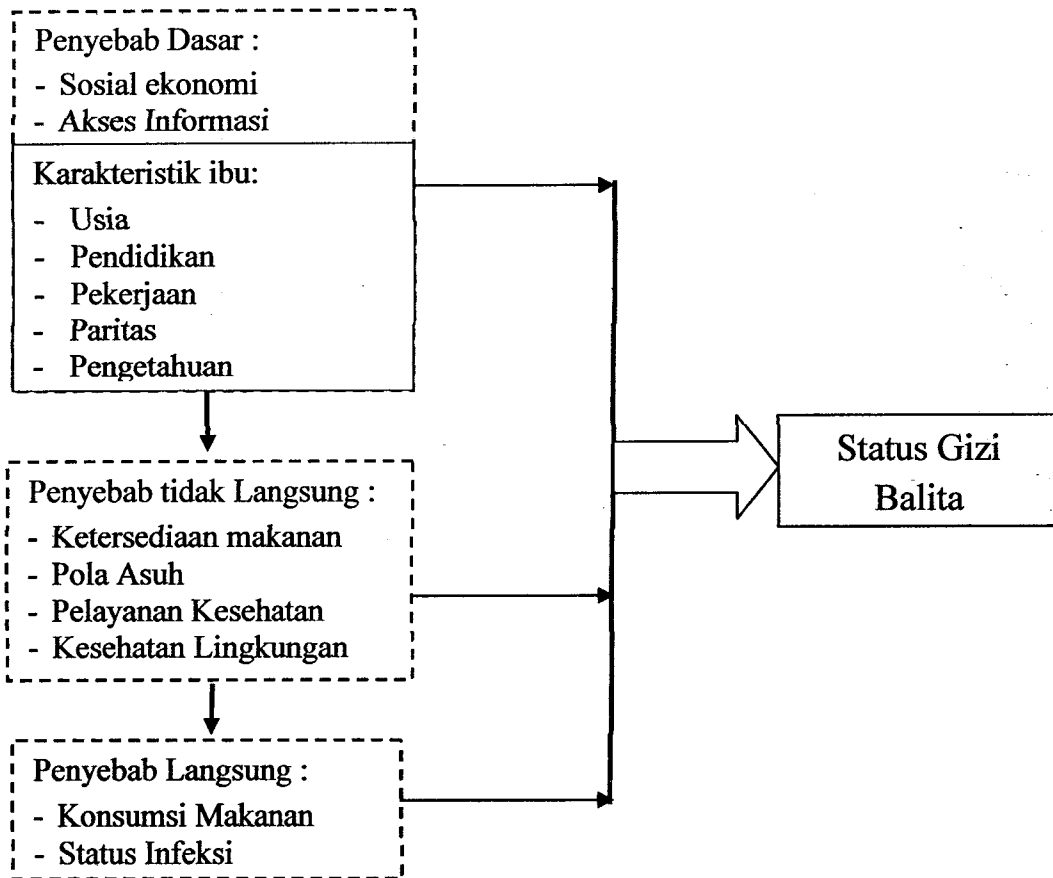 Penyebab Dasar :
- Sosial ekonomi
- Akses Informasi
Karakteristik ibu:
- Usia
- Pendidikan
- Pekerjaan
- Paritas
- Pengetahuan
Penyebab tidak Langsung :
- Ketersediaan makanan
- Pola Asuh
- Pelayanan Kesehatan
- Kesehatan Lingkungan
Penyebab Langsung :
- Konsumsi Makanan
- Status Infeksi
Status Gizi
Balita